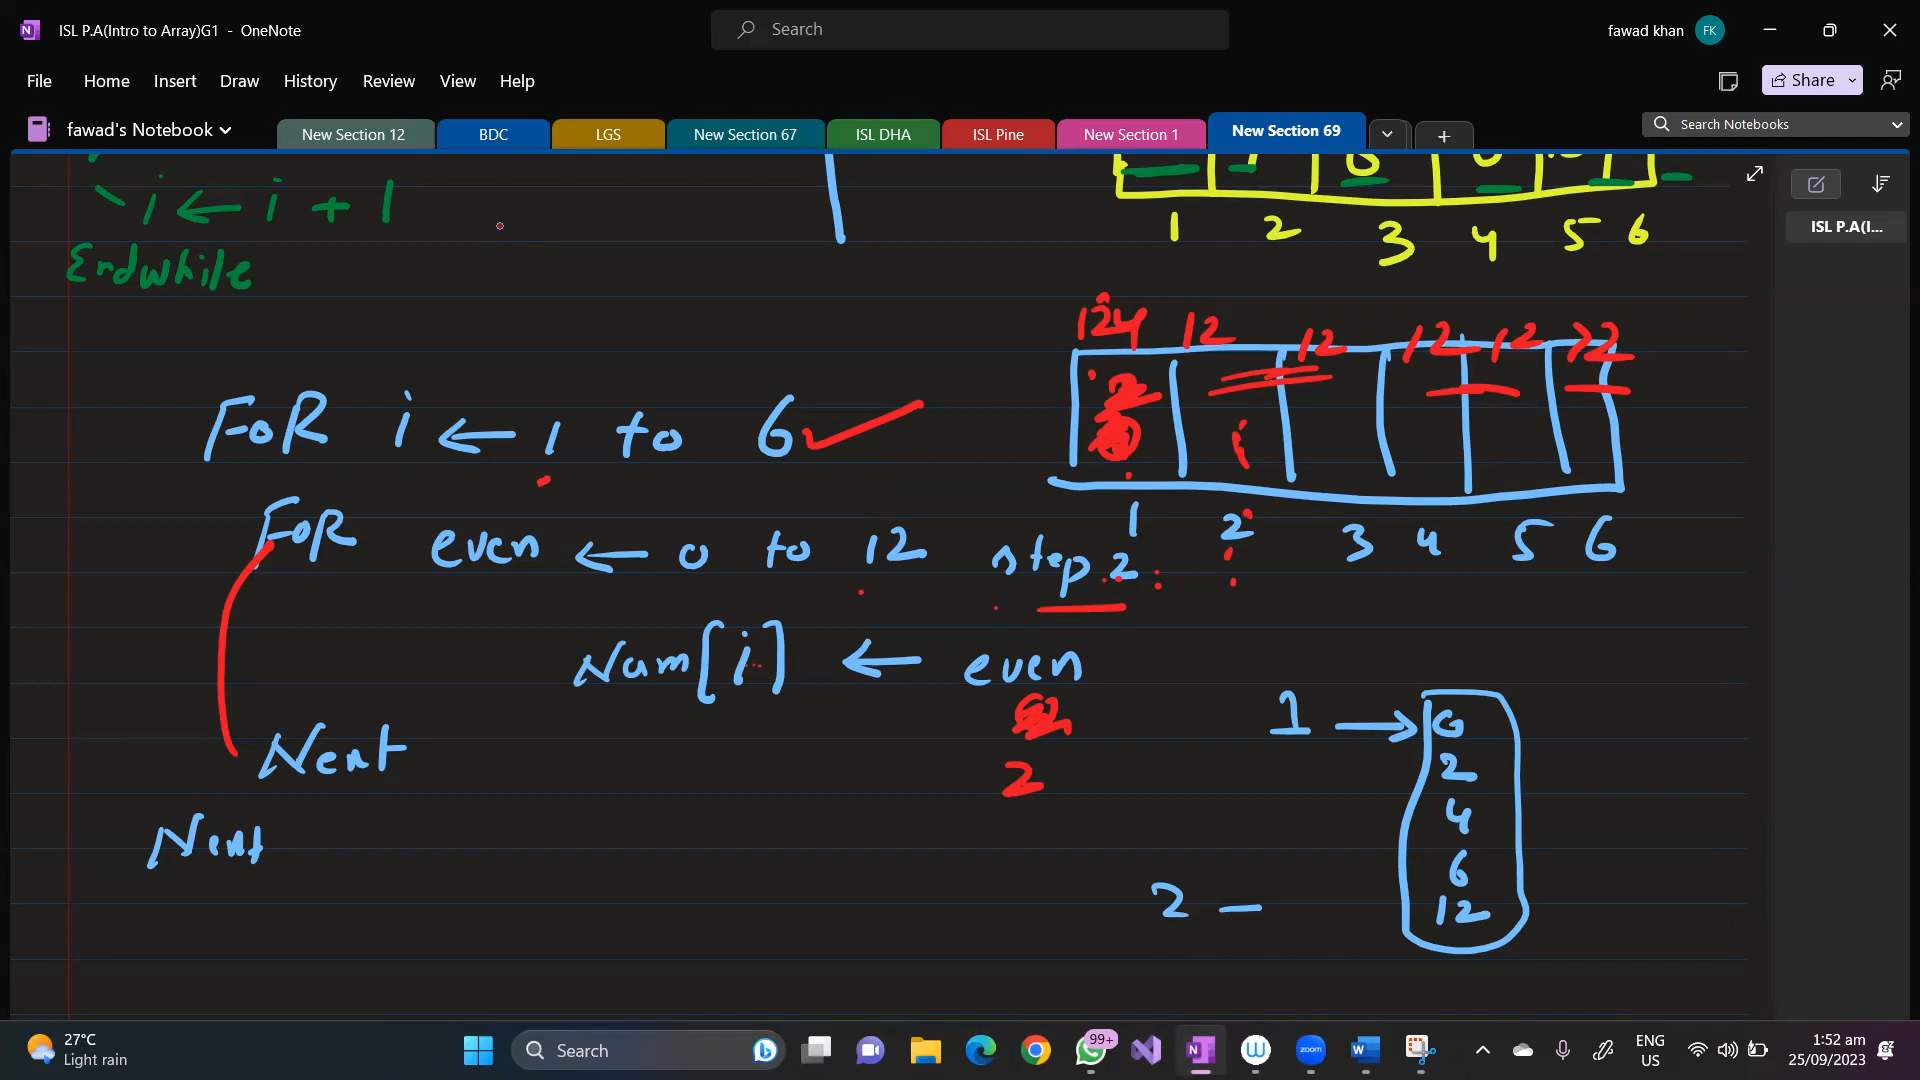 ISL P.A(Intro to Array)G1 - OneNote
Search
fawad khan FK
File Home Insert Draw History Review View Help
Share
fawad's Notebook
New Section 12 BDC LGS New Section 67 ISL DHA ISL Pine New Section 1 New Section 69
Search Notebooks
ISL P.A(I...
i ← i + 1
Endwhile
1 2 3 4 5 6
124 12 12 12 12 12
i
1 2 3 4 5 6
FOR i ← 1 to 6
FOR even ← 0 to 12 step 2
Nam[i] ← even
2
Next
Next
1 → 0
2
4
6
12
2 —
27°C
Light rain
Search
99+
zoom
ENG
US
1:52 am
25/09/2023